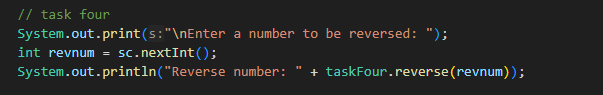 // task four
System.out.print(s:"\nEnter a number to be reversed: ");
int revnum = sc.nextInt();
System.out.println("Reverse number: " + taskFour.reverse(revnum));